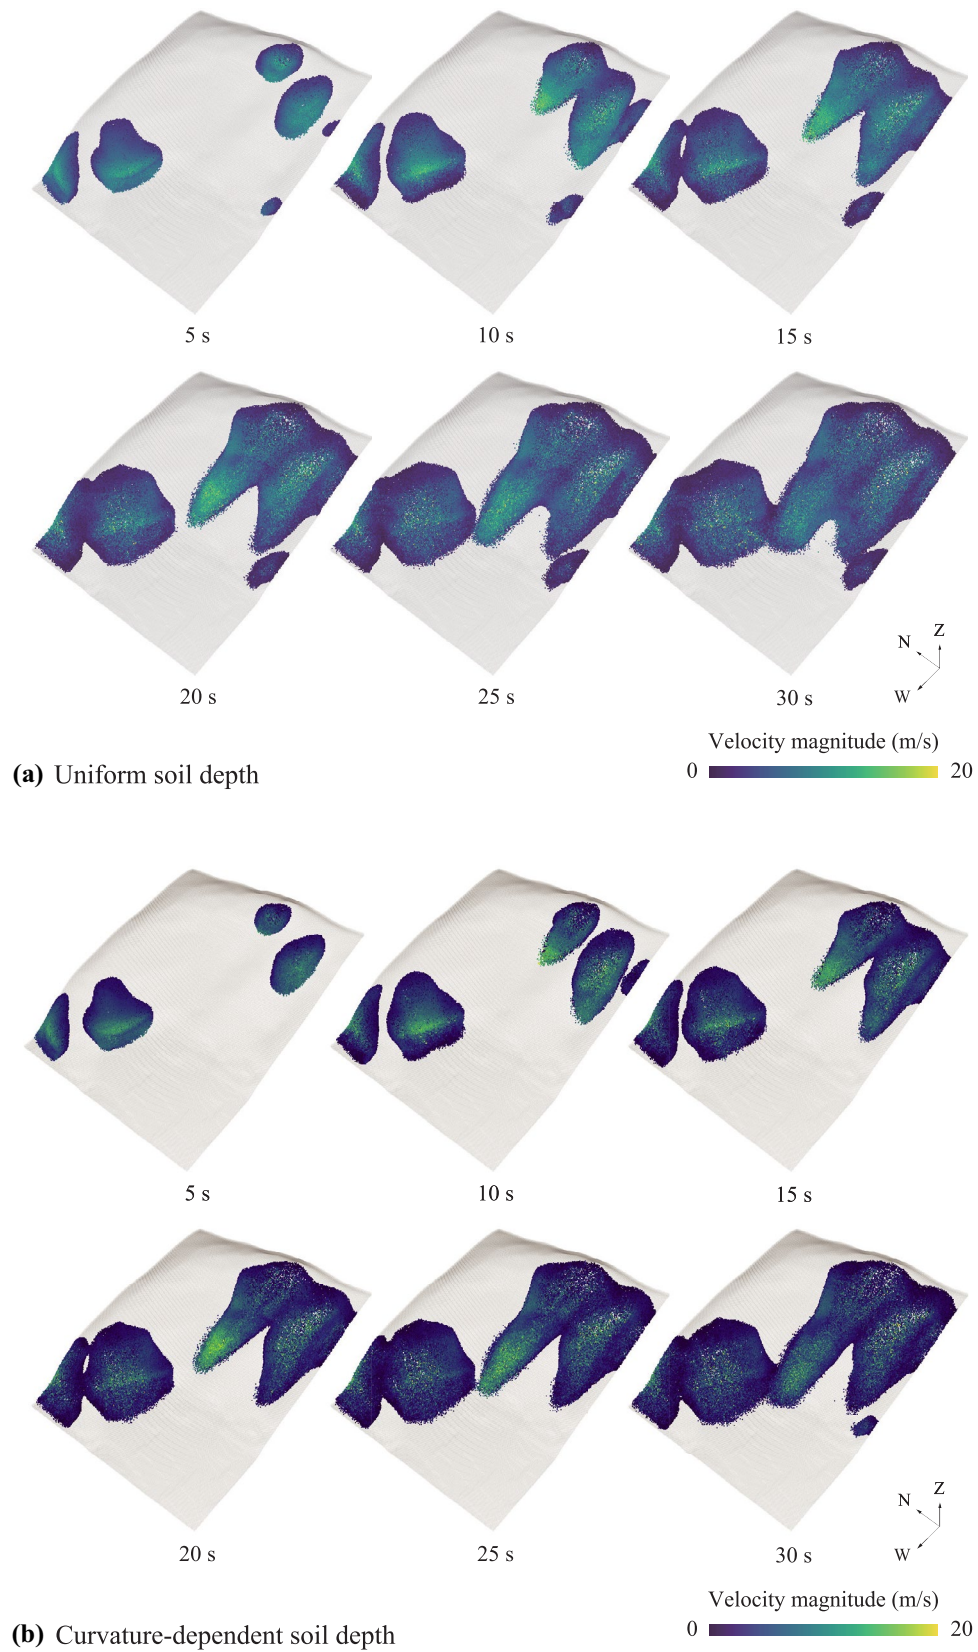 5 s
10 s
15 s
20 s
25 s
30 s
N
Z
W
Velocity magnitude (m/s)
0
20
(a) Uniform soil depth
5 s
10 s
15 s
20 s
25 s
30 s
N
Z
W
Velocity magnitude (m/s)
0
20
(b) Curvature-dependent soil depth